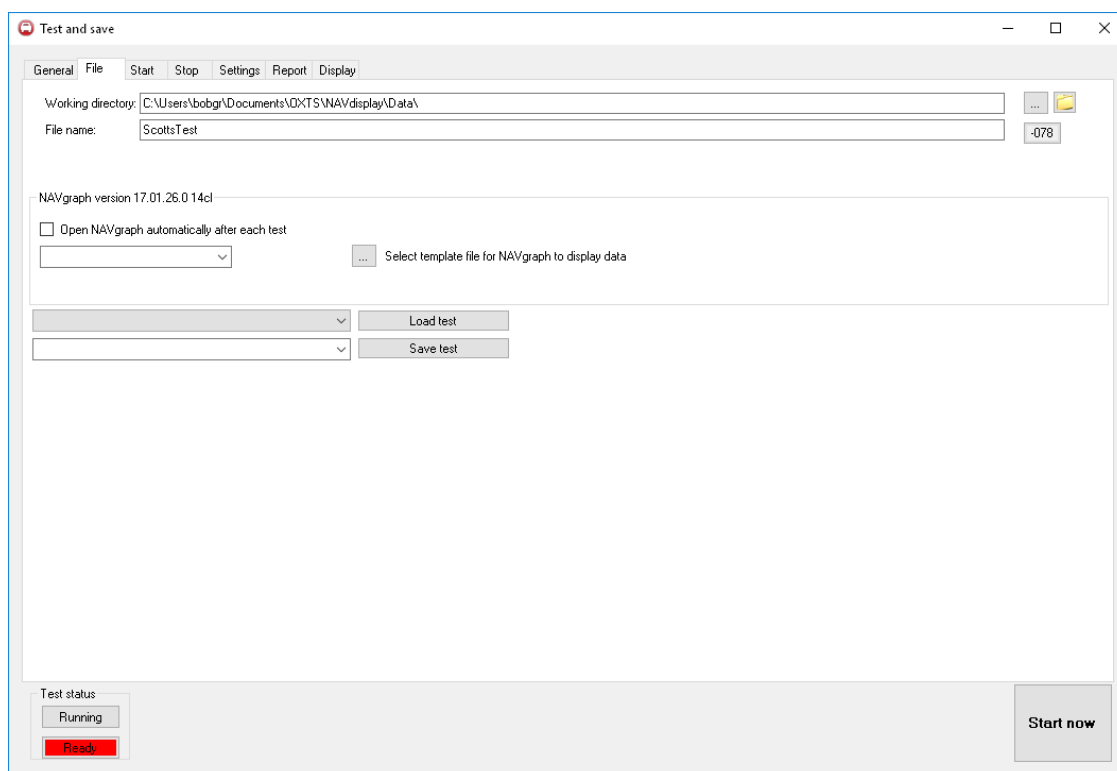 Test and save
General File Start Stop Settings Report Display
Working directory: C:\Users\bobgr\Documents\OXTS\NAVdisplay\Data\ ...
File name: ScottsTest -078
NAVgraph version 17.01.26.0 14cl
Open NAVgraph automatically after each test
... Select template file for NAVgraph to display data
Load test
Save test
Test status
Running
Ready
Start now